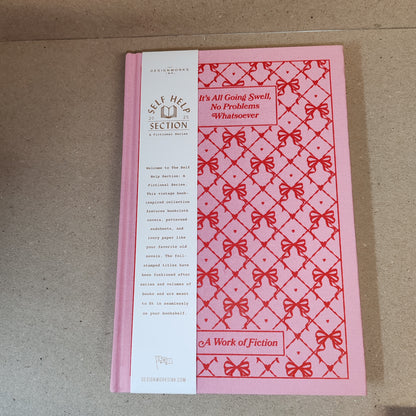 DESIGNWORKS
SELF HELP
SECTION
A Fictional Series
Welcome to The Self
Help Section: A
Fictional Series.
This vintage book-
inspired collection
features bookcloth
covers, patterned
endsheets, and
ivory paper like
your favorite old
novels. The foil-
stamped titles have
been fashioned after
series and volumes of
books and are meant
to fit in seamlessly
on your bookshelf.
DESIGNWORKSINK.COM
It's All Going Swell,
No Problems
Whatsoever
A Work of Fiction